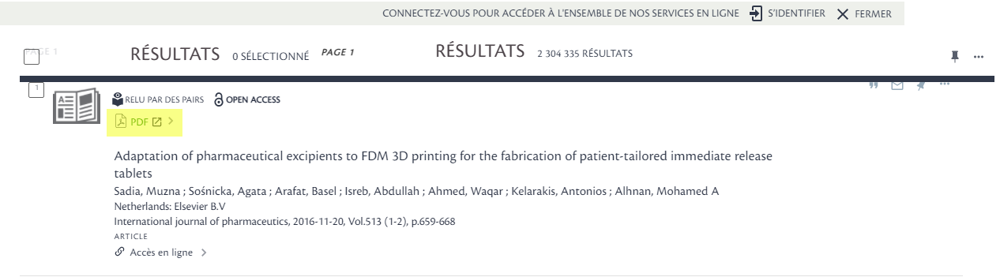 CONNECTEZ-VOUS POUR ACCÉDER À L'ENSEMBLE DE NOS SERVICES EN LIGNE S'IDENTIFIER FERMER
PAGE 1 RÉSULTATS 0 SÉLECTIONNÉ PAGE 1 RÉSULTATS 2 304 335 RÉSULTATS
1
RELU PAR DES PAIRS OPEN ACCESS
PDF
Adaptation of pharmaceutical excipients to FDM 3D printing for the fabrication of patient-tailored immediate release
tablets
Sadia, Muzna ; Sośnicka, Agata ; Arafat, Basel ; Isreb, Abdullah ; Ahmed, Waqar ; Kelarakis, Antonios ; Alhnan, Mohamed A
Netherlands: Elsevier B.V
International journal of pharmaceutics, 2016-11-20, Vol.513 (1-2), p.659-668
ARTICLE
Accès en ligne